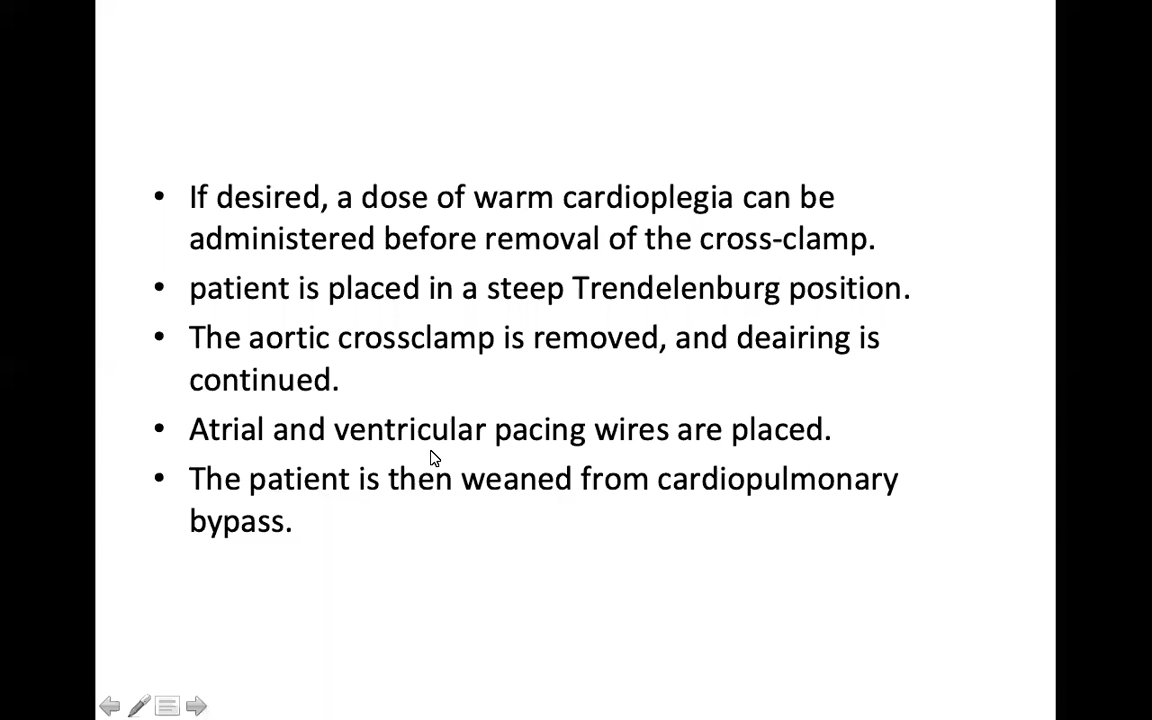 • If desired, a dose of warm cardioplegia can be
administered before removal of the cross-clamp.
• patient is placed in a steep Trendelenburg position.
• The aortic crossclamp is removed, and deairing is
continued.
• Atrial and ventricular pacing wires are placed.
• The patient is then weaned from cardiopulmonary
bypass.